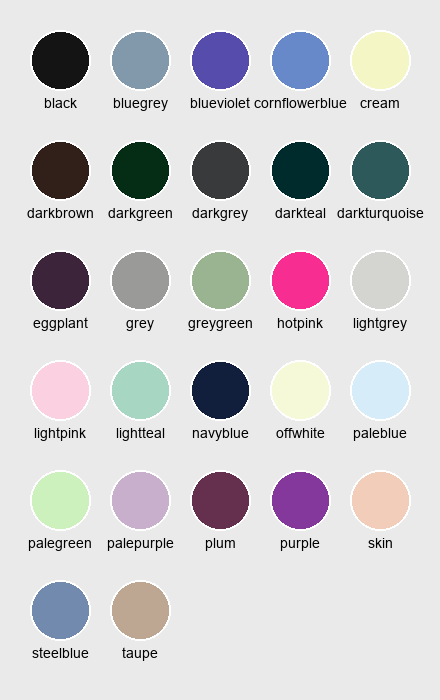 black bluegrey blueviolet cornflowerblue cream
darkbrown darkgreen darkgrey darkteal darkturquoise
eggplant grey greygreen hotpink lightgrey
lightpink lightteal navyblue offwhite paleblue
palegreen palepurple plum purple skin
steelblue taupe